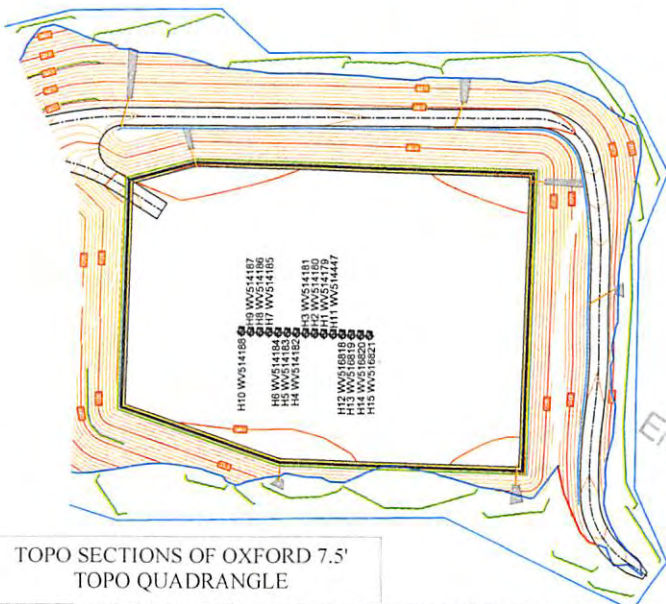 H10 WV514188
H9 WV514187
H8 WV514186
H7 WV514185
H6 WV514184
H5 WV514183
H4 WV514182
H3 WV514181
H2 WV514180
H1 WV514179
H11 WV514447
H12 WV516818
H13 WV516819
H14 WV516820
H15 WV516821
TOPO SECTIONS OF OXFORD 7.5'
TOPO QUADRANGLE